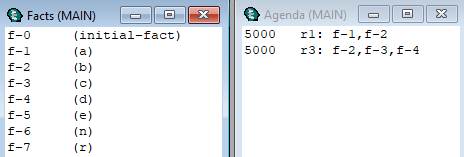 Facts (MAIN)
f-0 (initial-fact)
f-1 (a)
f-2 (b)
f-3 (c)
f-4 (d)
f-5 (e)
f-6 (n)
f-7 (r)
Agenda (MAIN)
5000 r1: f-1,f-2
5000 r3: f-2,f-3,f-4